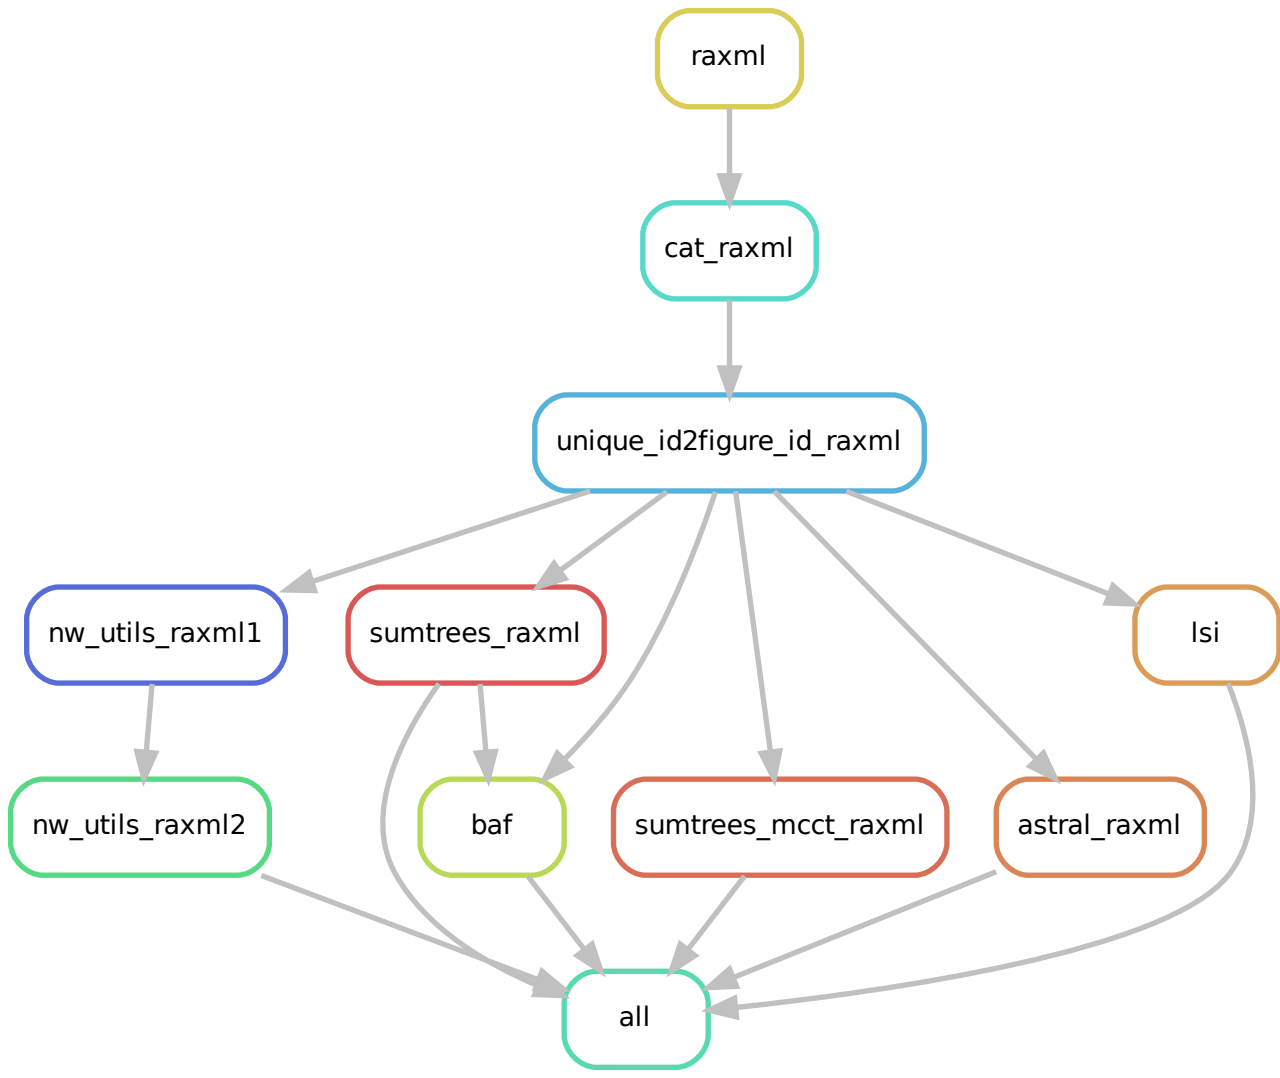 raxml
cat_raxml
unique_id2figure_id_raxml
nw_utils_raxml1
sumtrees_raxml
lsi
nw_utils_raxml2
baf
sumtrees_mcct_raxml
astral_raxml
all